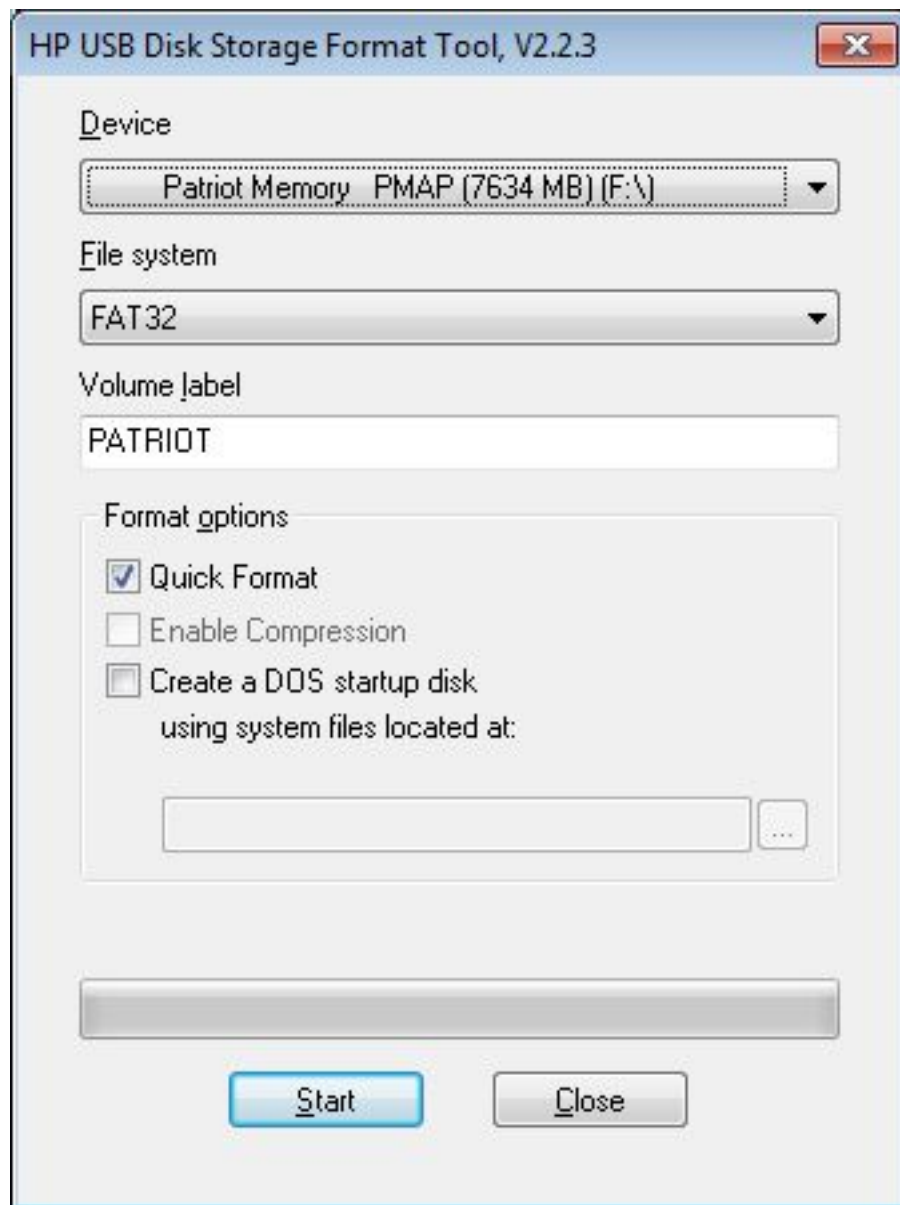 HP USB Disk Storage Format Tool, V2.2.3
Device
Patriot Memory PMAP (7634 MB) (F:\)
File system
FAT32
Volume label
PATRIOT
Format options
Quick Format
Enable Compression
Create a DOS startup disk
using system files located at:
...
Start
Close